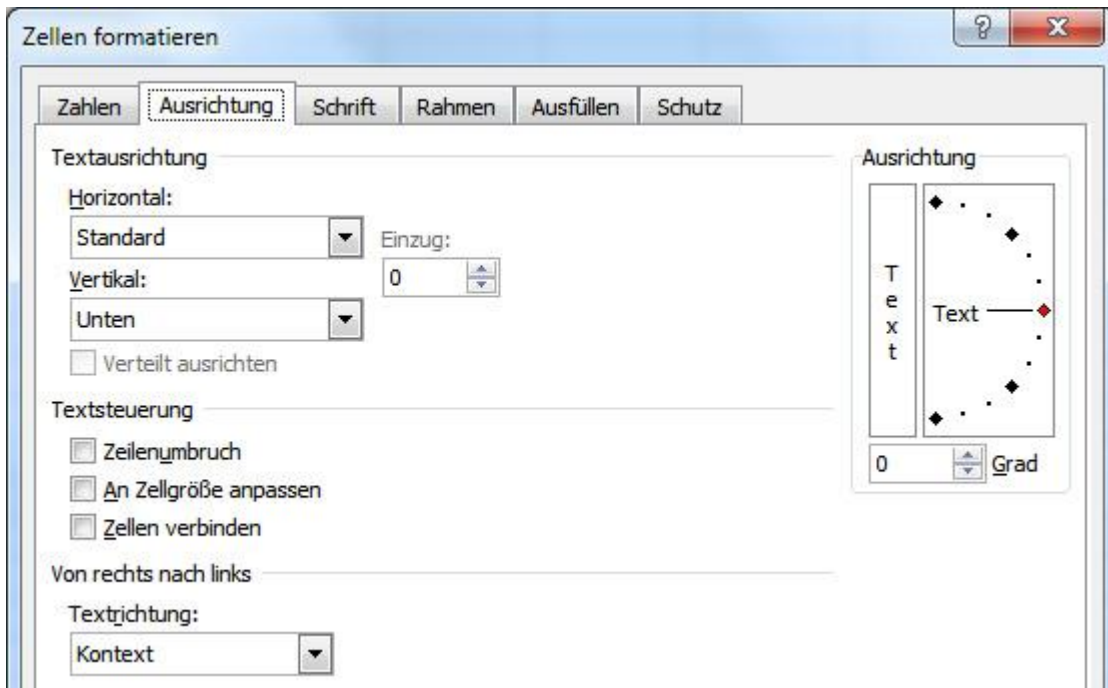 Zellen formatieren
Zahlen Ausrichtung Schrift Rahmen Ausfüllen Schutz
Textausrichtung
Horizontal:
Standard
Einzug:
0
Vertikal:
Unten
Verteilt ausrichten
Textsteuerung
Zeilenumbruch
An Zellgröße anpassen
Zellen verbinden
Von rechts nach links
Textrichtung:
Kontext
Ausrichtung
Text
Text
0 Grad